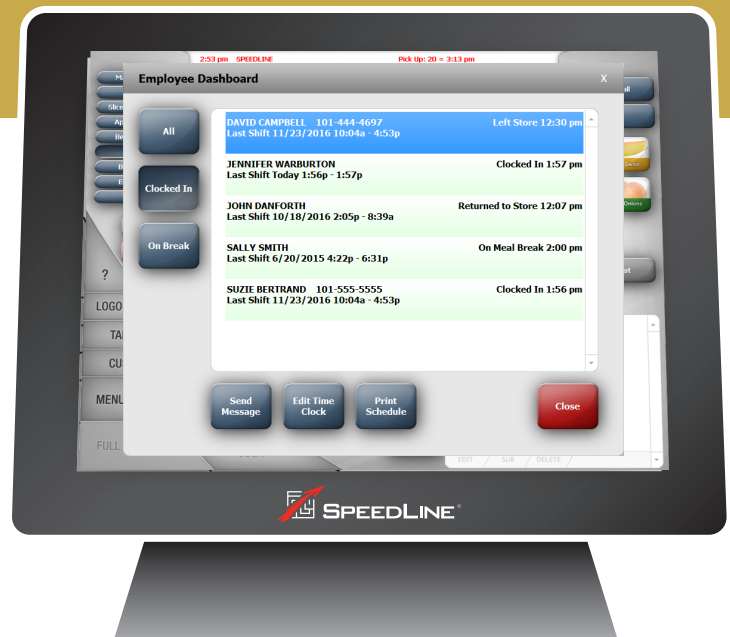 2:53 pm SPEEDLINE Pick Up: 20 = 3:13 pm
Employee Dashboard X
All
Clocked In
On Break
DAVID CAMPBELL 101-444-4697 Left Store 12:30 pm
Last Shift 11/23/2016 10:04a - 4:53p
JENNIFER WARBURTON Clocked In 1:57 pm
Last Shift Today 1:56p - 1:57p
JOHN DANFORTH Returned to Store 12:07 pm
Last Shift 10/18/2016 2:05p - 8:39a
SALLY SMITH On Meal Break 2:00 pm
Last Shift 6/20/2015 4:22p - 6:31p
SUZIE BERTRAND 101-555-5555 Clocked In 1:56 pm
Last Shift 11/23/2016 10:04a - 4:53p
Send Message
Edit Time Clock
Print Schedule
Close
Swiss
Onions
?
LOGO
TA
CU
MENU
FULL
EDIT / SUB / DELETE /
SPEEDLINE®